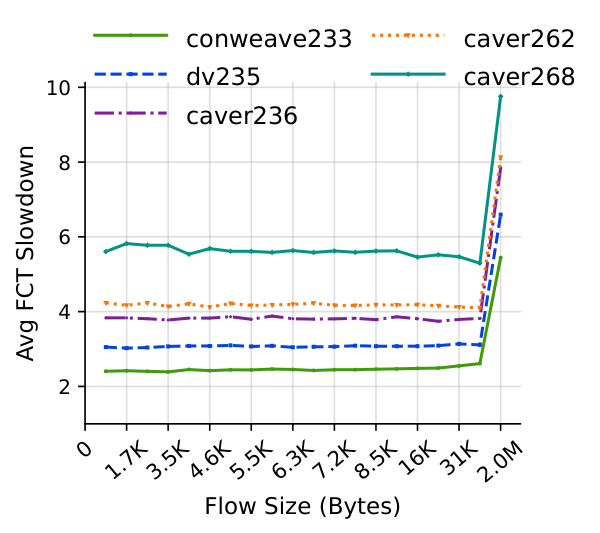 conweave233
dv235
caver236
caver262
caver268
Avg FCT Slowdown
10
8
6
4
2
0 1.7K 3.5K 4.6K 5.5K 6.3K 7.2K 8.5K 16K 31K 2.0M
Flow Size (Bytes)